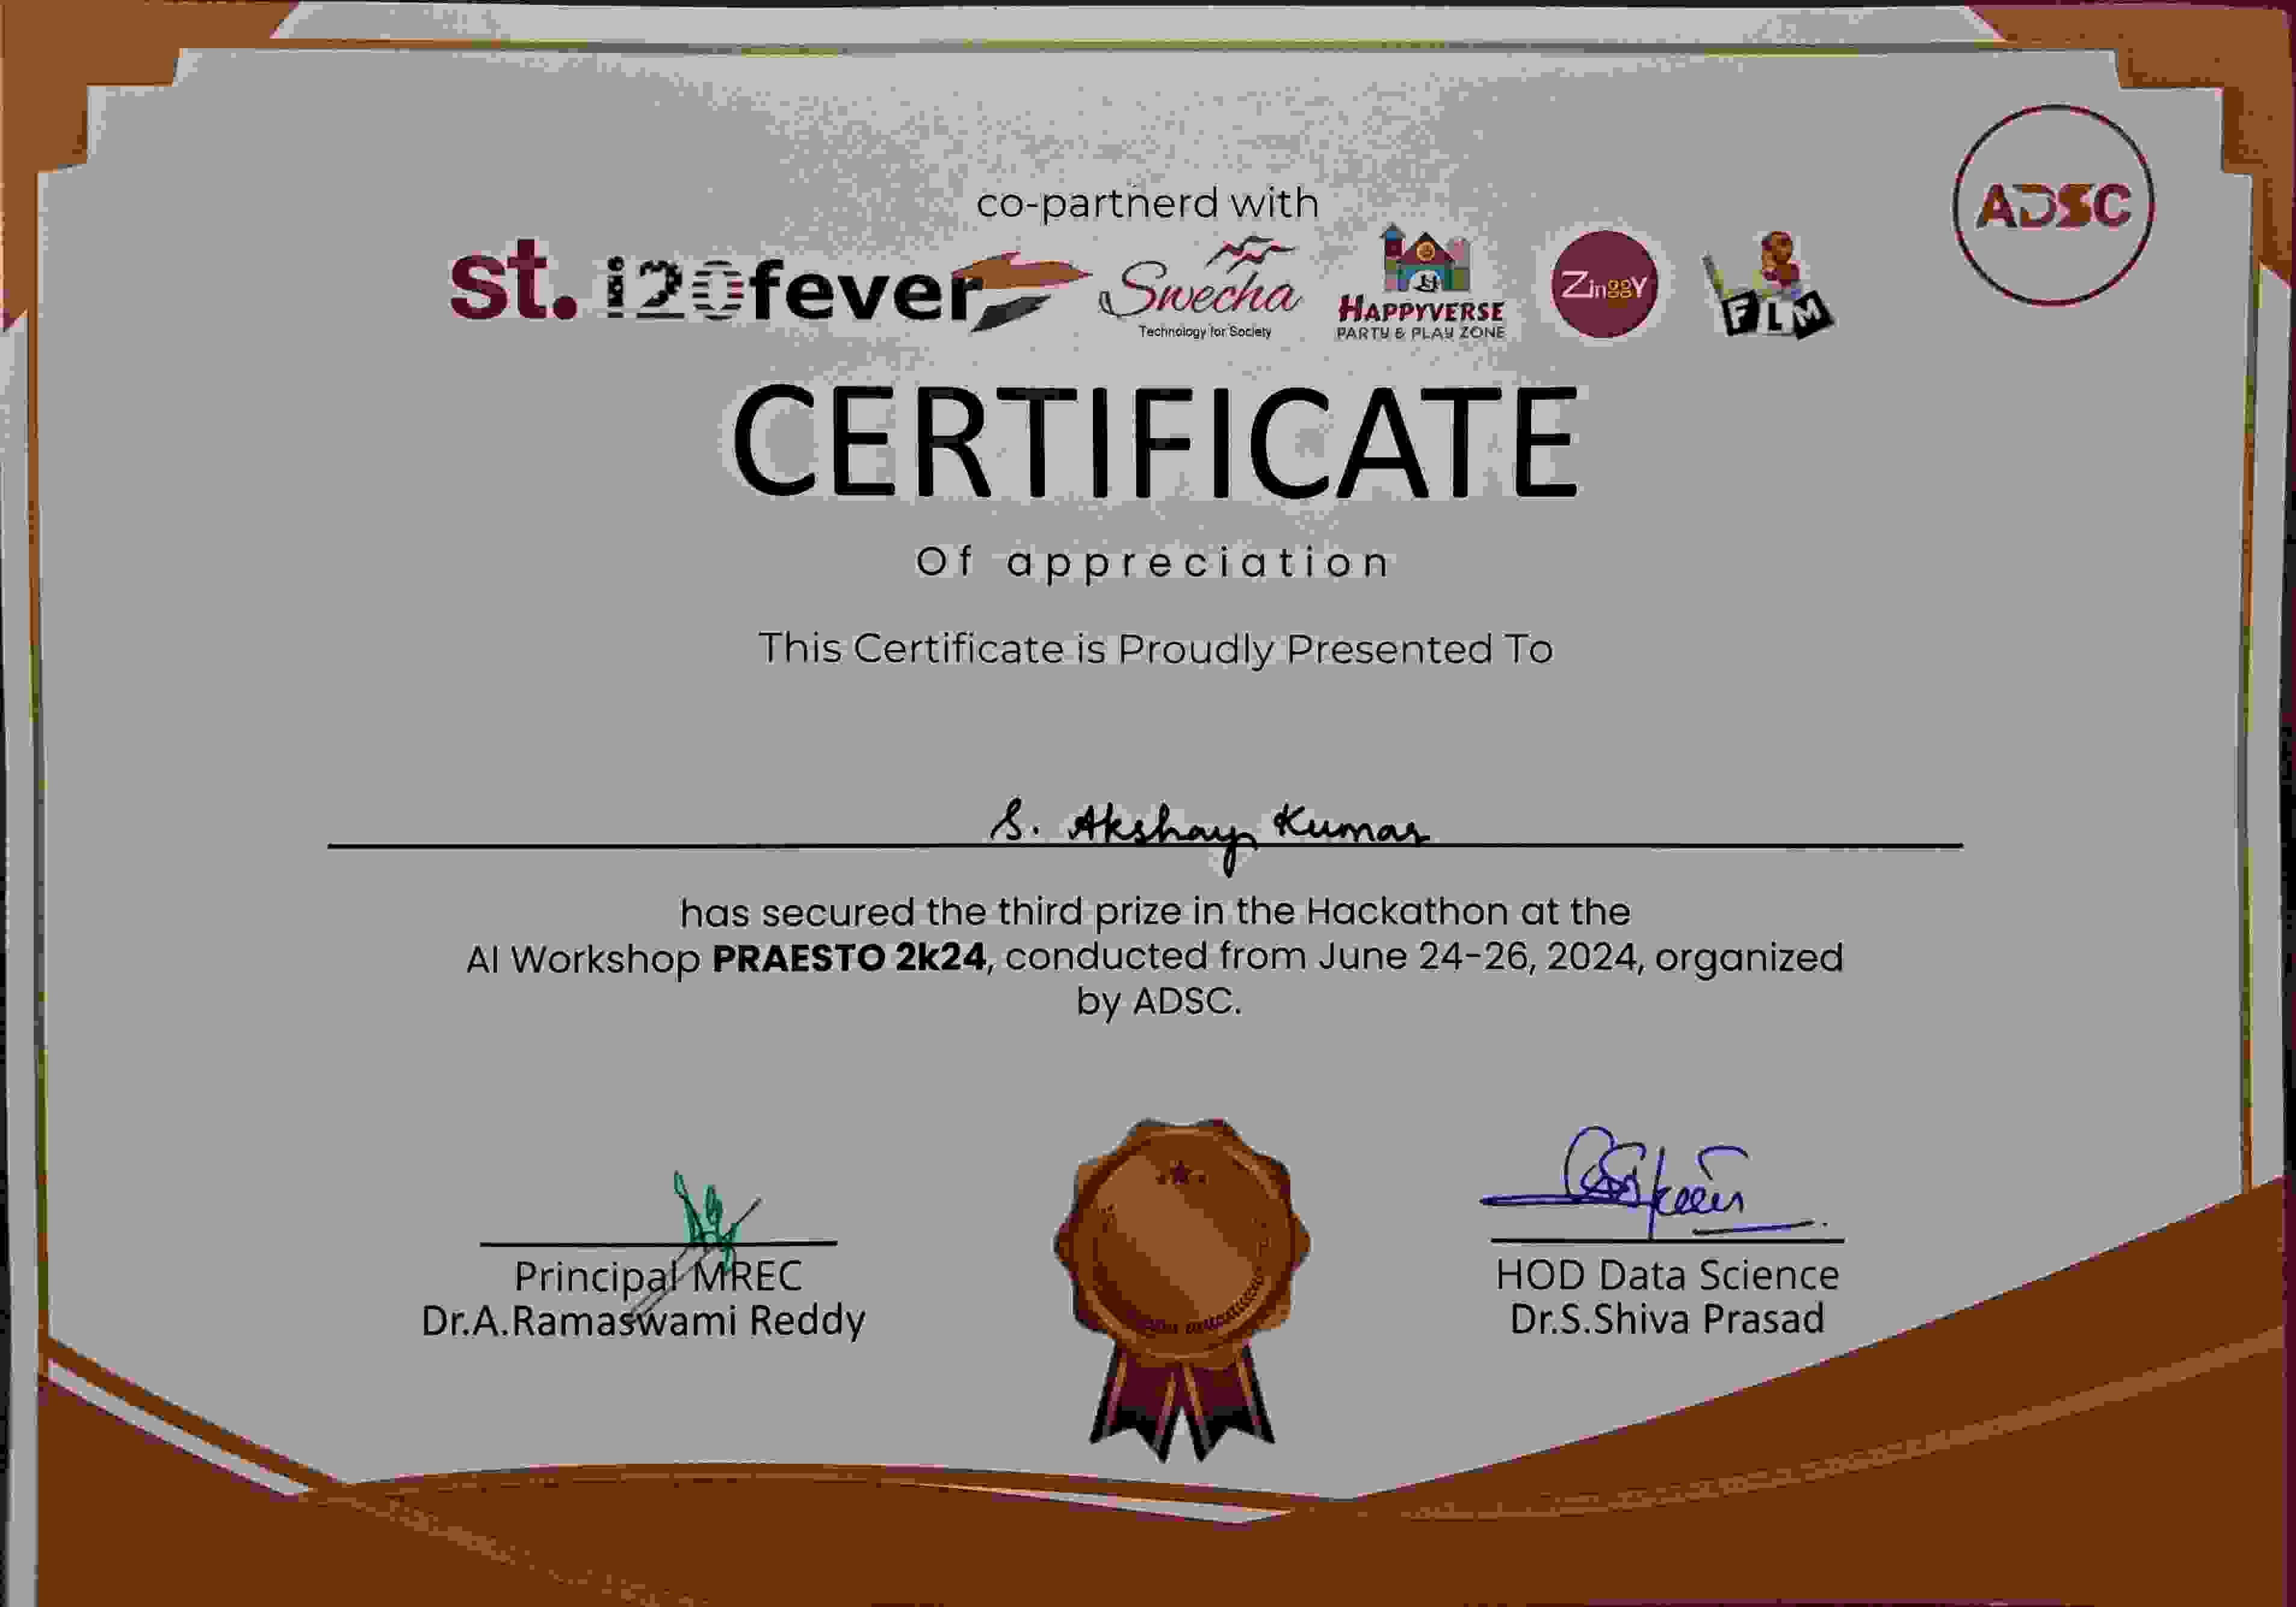 co-partnerd with
ADSC
st. i20fever Swecha HAPPYVERSE ZinggY FLM
Technology for Society PARTY & PLAY ZONE
CERTIFICATE
Of appreciation
This Certificate is Proudly Presented To
S. Akshay Kumar
has secured the third prize in the Hackathon at the
AI Workshop PRAESTO 2k24, conducted from June 24-26, 2024, organized
by ADSC.
Principal MREC
Dr.A.Ramaswami Reddy
HOD Data Science
Dr.S.Shiva Prasad